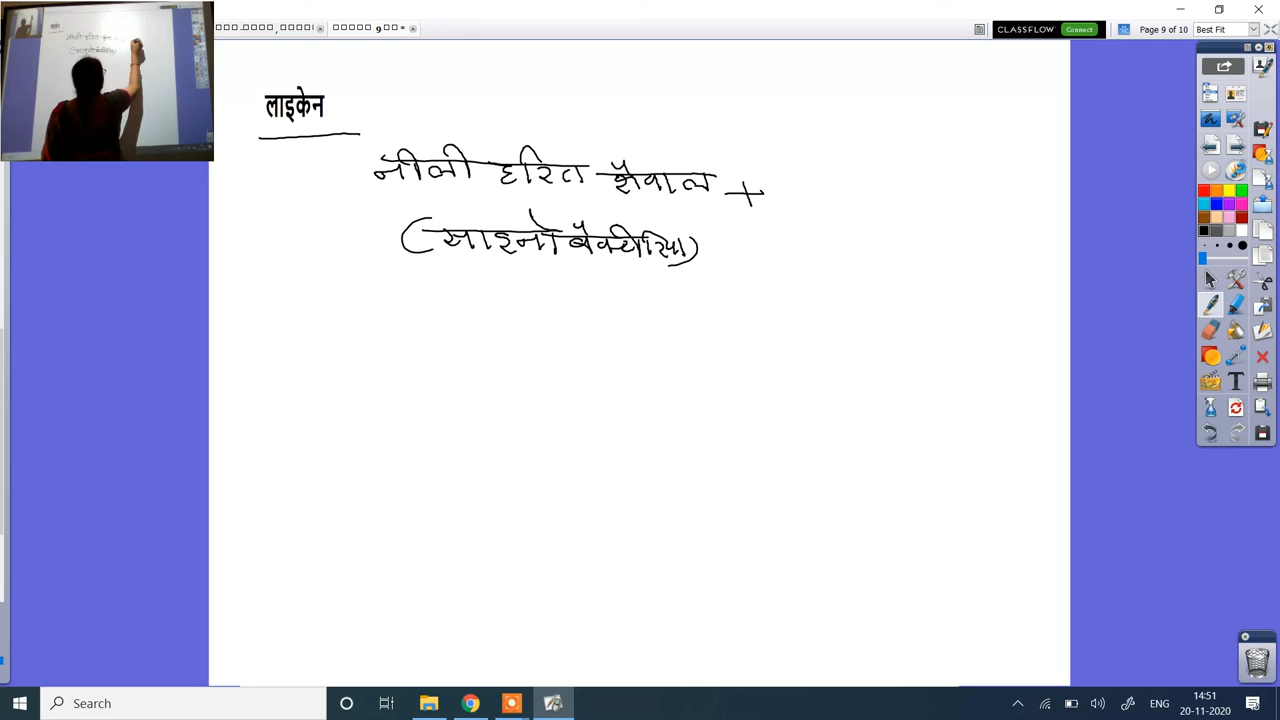 CLASSFLOW Connect Page 9 of 10 Best Fit
लाइकेन
नीली हरित शैवाल +
(साइनोबैक्टीरिया)
T
Search
ENG
14:51
20-11-2020